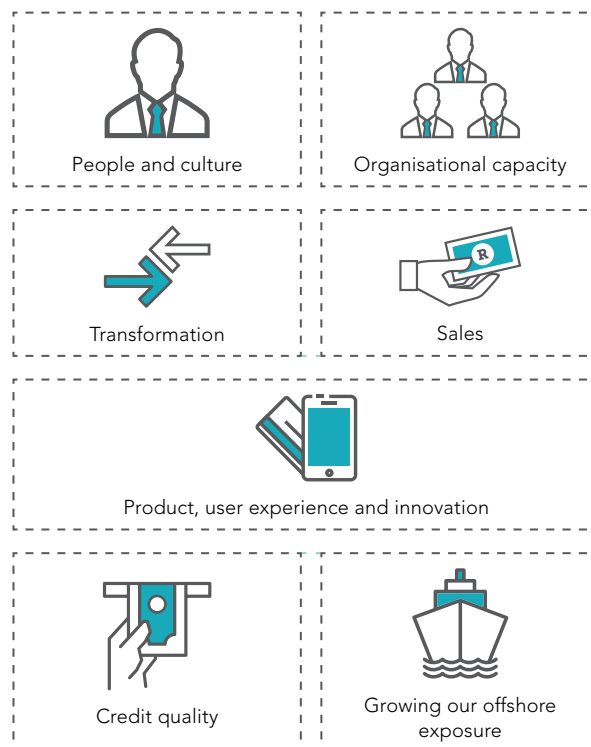 People and culture
Organisational capacity
Transformation
R
Sales
Product, user experience and innovation
Credit quality
Growing our offshore
exposure